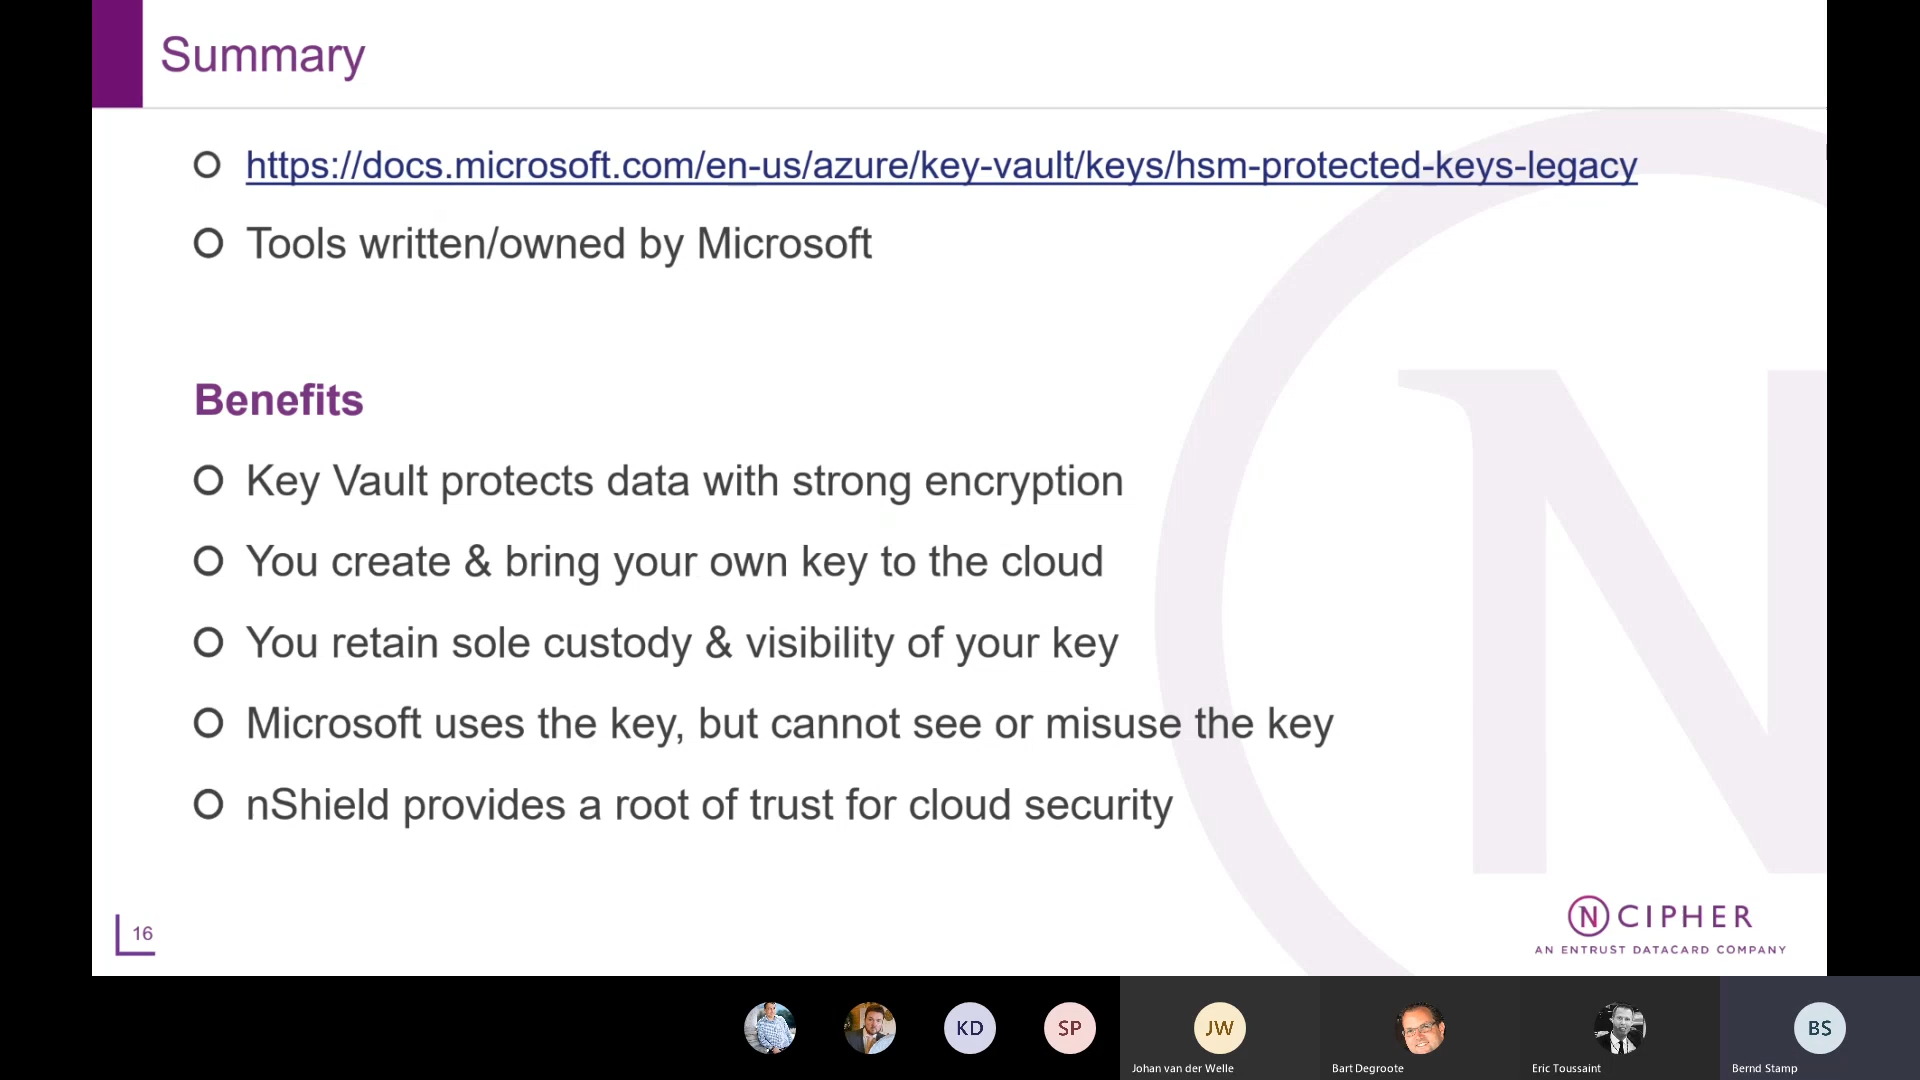 Summary
https://docs.microsoft.com/en-us/azure/key-vault/keys/hsm-protected-keys-legacy
Tools written/owned by Microsoft
Benefits
Key Vault protects data with strong encryption
You create & bring your own key to the cloud
You retain sole custody & visibility of your key
Microsoft uses the key, but cannot see or misuse the key
nShield provides a root of trust for cloud security
16
N CIPHER
AN ENTRUST DATACARD COMPANY
KD
SP
JW
BS
Johan van der Welle
Bart Degroote
Eric Toussaint
Bernd Stamp